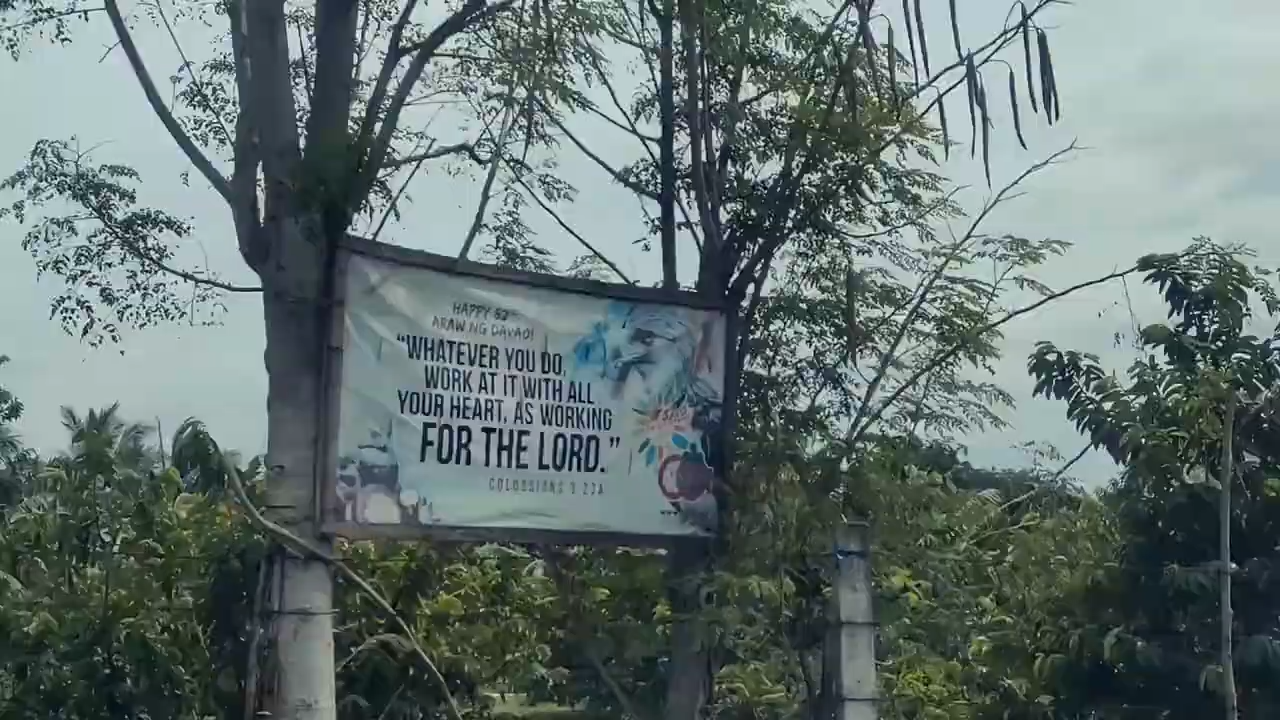 HAPPY 82ND
ARAW NG DAVAO!
"WHATEVER YOU DO,
WORK AT IT WITH ALL
YOUR HEART, AS WORKING
FOR THE LORD."
COLOSSIANS 3:23A